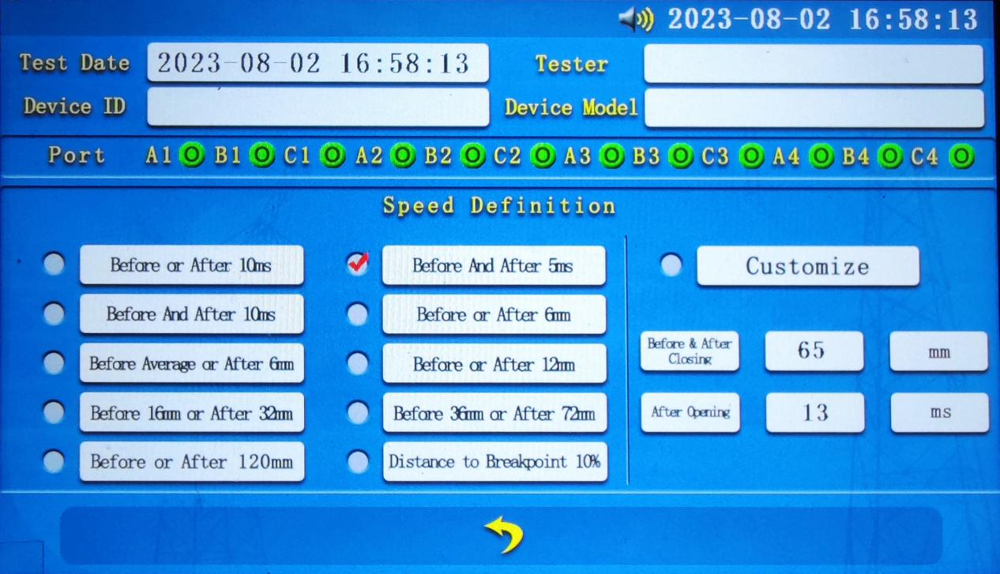 2023-08-02 16:58:13
Test Date 2023-08-02 16:58:13 Tester
Device ID Device Model
Port A1 O B1 O C1 O A2 O B2 O C2 O A3 O B3 O C3 O A4 O B4 O C4 O
Speed Definition
Before or After 10ms Before And After 5ms Customize
Before And After 10ms Before or After 6mm
Before & After
Closing 65 mm
Before Average or After 6mm Before or After 12mm
Before 16mm or After 32mm Before 36mm or After 72mm After Opening 13 ms
Before or After 120mm Distance to Breakpoint 10%